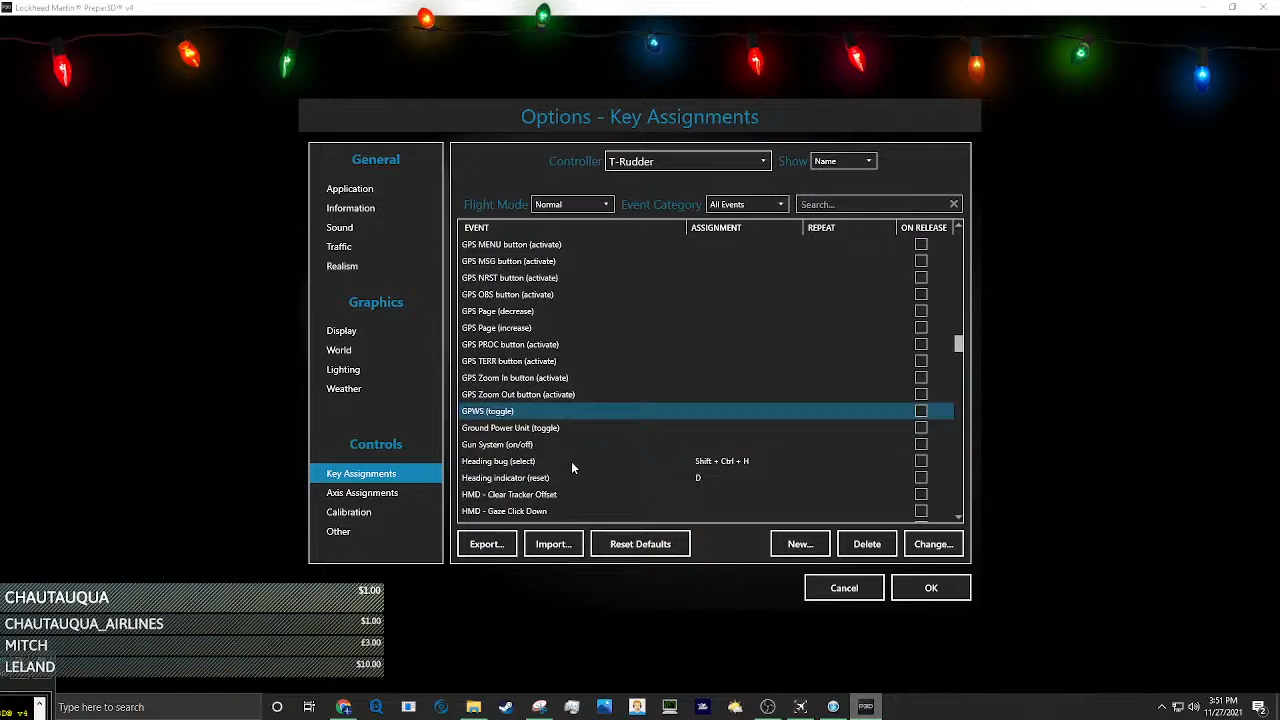 Lockheed Martin® Prepar3D® v4
Options - Key Assignments
General
Application
Information
Sound
Traffic
Realism
Graphics
Display
World
Lighting
Weather
Controls
Key Assignments
Axis Assignments
Calibration
Other
Controller T-Rudder Show Name
Flight Mode Normal Event Category All Events Search...
EVENT ASSIGNMENT REPEAT ON RELEASE
GPS MENU button (activate)
GPS MSG button (activate)
GPS NRST button (activate)
GPS OBS button (activate)
GPS Page (decrease)
GPS Page (increase)
GPS PROC button (activate)
GPS TERR button (activate)
GPS Zoom In button (activate)
GPS Zoom Out button (activate)
GPWS (toggle)
Ground Power Unit (toggle)
Gun System (on/off)
Heading bug (select) Shift + Ctrl + H
Heading indicator (reset) D
HMD - Clear Tracker Offset
HMD - Gaze Click Down
Export... Import... Reset Defaults New... Delete Change...
Cancel OK
CHAUTAUQUA $1.00
CHAUTAUQUA_AIRLINES $1.00
MITCH £3.00
LELAND $10.00
3D® v4
Type here to search
P3D
3:51 PM
11/27/2021
2